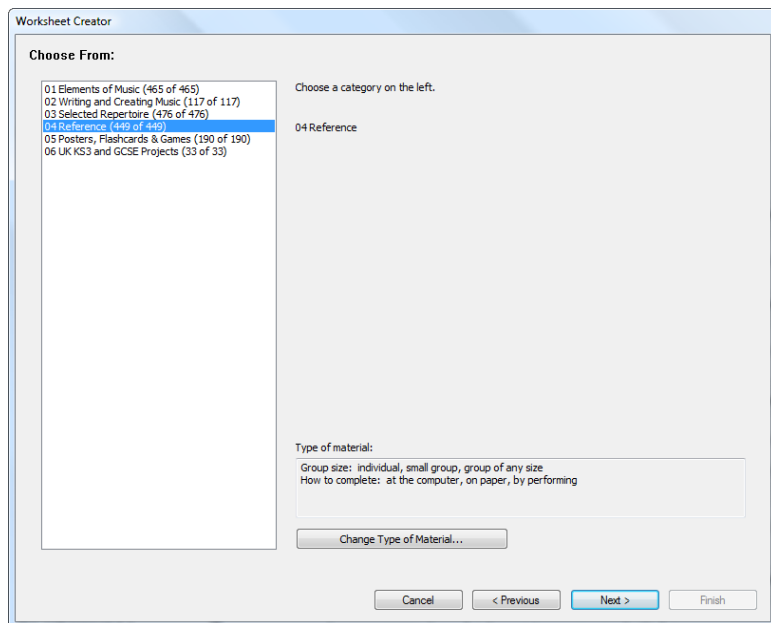 Worksheet Creator
Choose From:
01 Elements of Music (465 of 465)
02 Writing and Creating Music (117 of 117)
03 Selected Repertoire (476 of 476)
04 Reference (449 of 449)
05 Posters, Flashcards & Games (190 of 190)
06 UK KS3 and GCSE Projects (33 of 33)
Choose a category on the left.
04 Reference
Type of material:
Group size:  individual, small group, group of any size
How to complete:  at the computer, on paper, by performing
Change Type of Material...
Cancel
< Previous
Next >
Finish